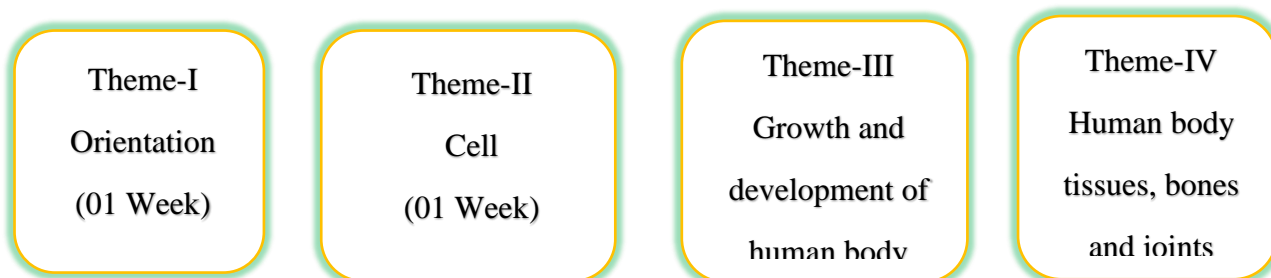 Theme-I
Orientation
(01 Week)
Theme-II
Cell
(01 Week)
Theme-III
Growth and
development of
human body
Theme-IV
Human body
tissues, bones
and joints